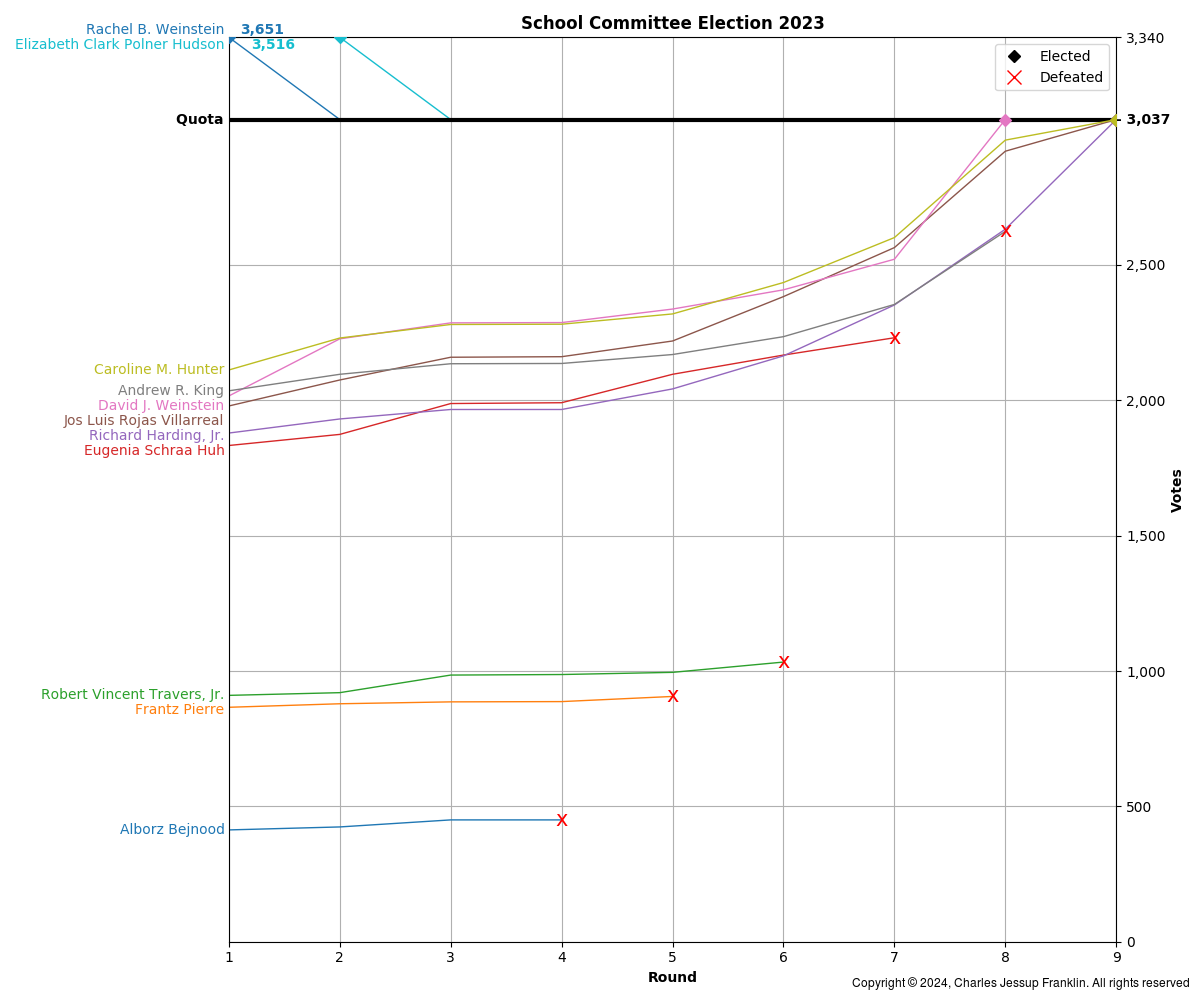 School Committee Election 2023
Rachel B. Weinstein 3,651
Elizabeth Clark Polner Hudson 3,516
3,340
Elected
Defeated
Quota
3,037
2,500
Caroline M. Hunter
Andrew R. King
David J. Weinstein
2,000
Jos Luis Rojas Villarreal
Richard Harding, Jr.
Eugenia Schraa Huh
Votes
1,500
1,000
Robert Vincent Travers, Jr.
Frantz Pierre
500
Alborz Bejnood
0
1 2 3 4 5 6 7 8 9
Round
Copyright © 2024, Charles Jessup Franklin. All rights reserved